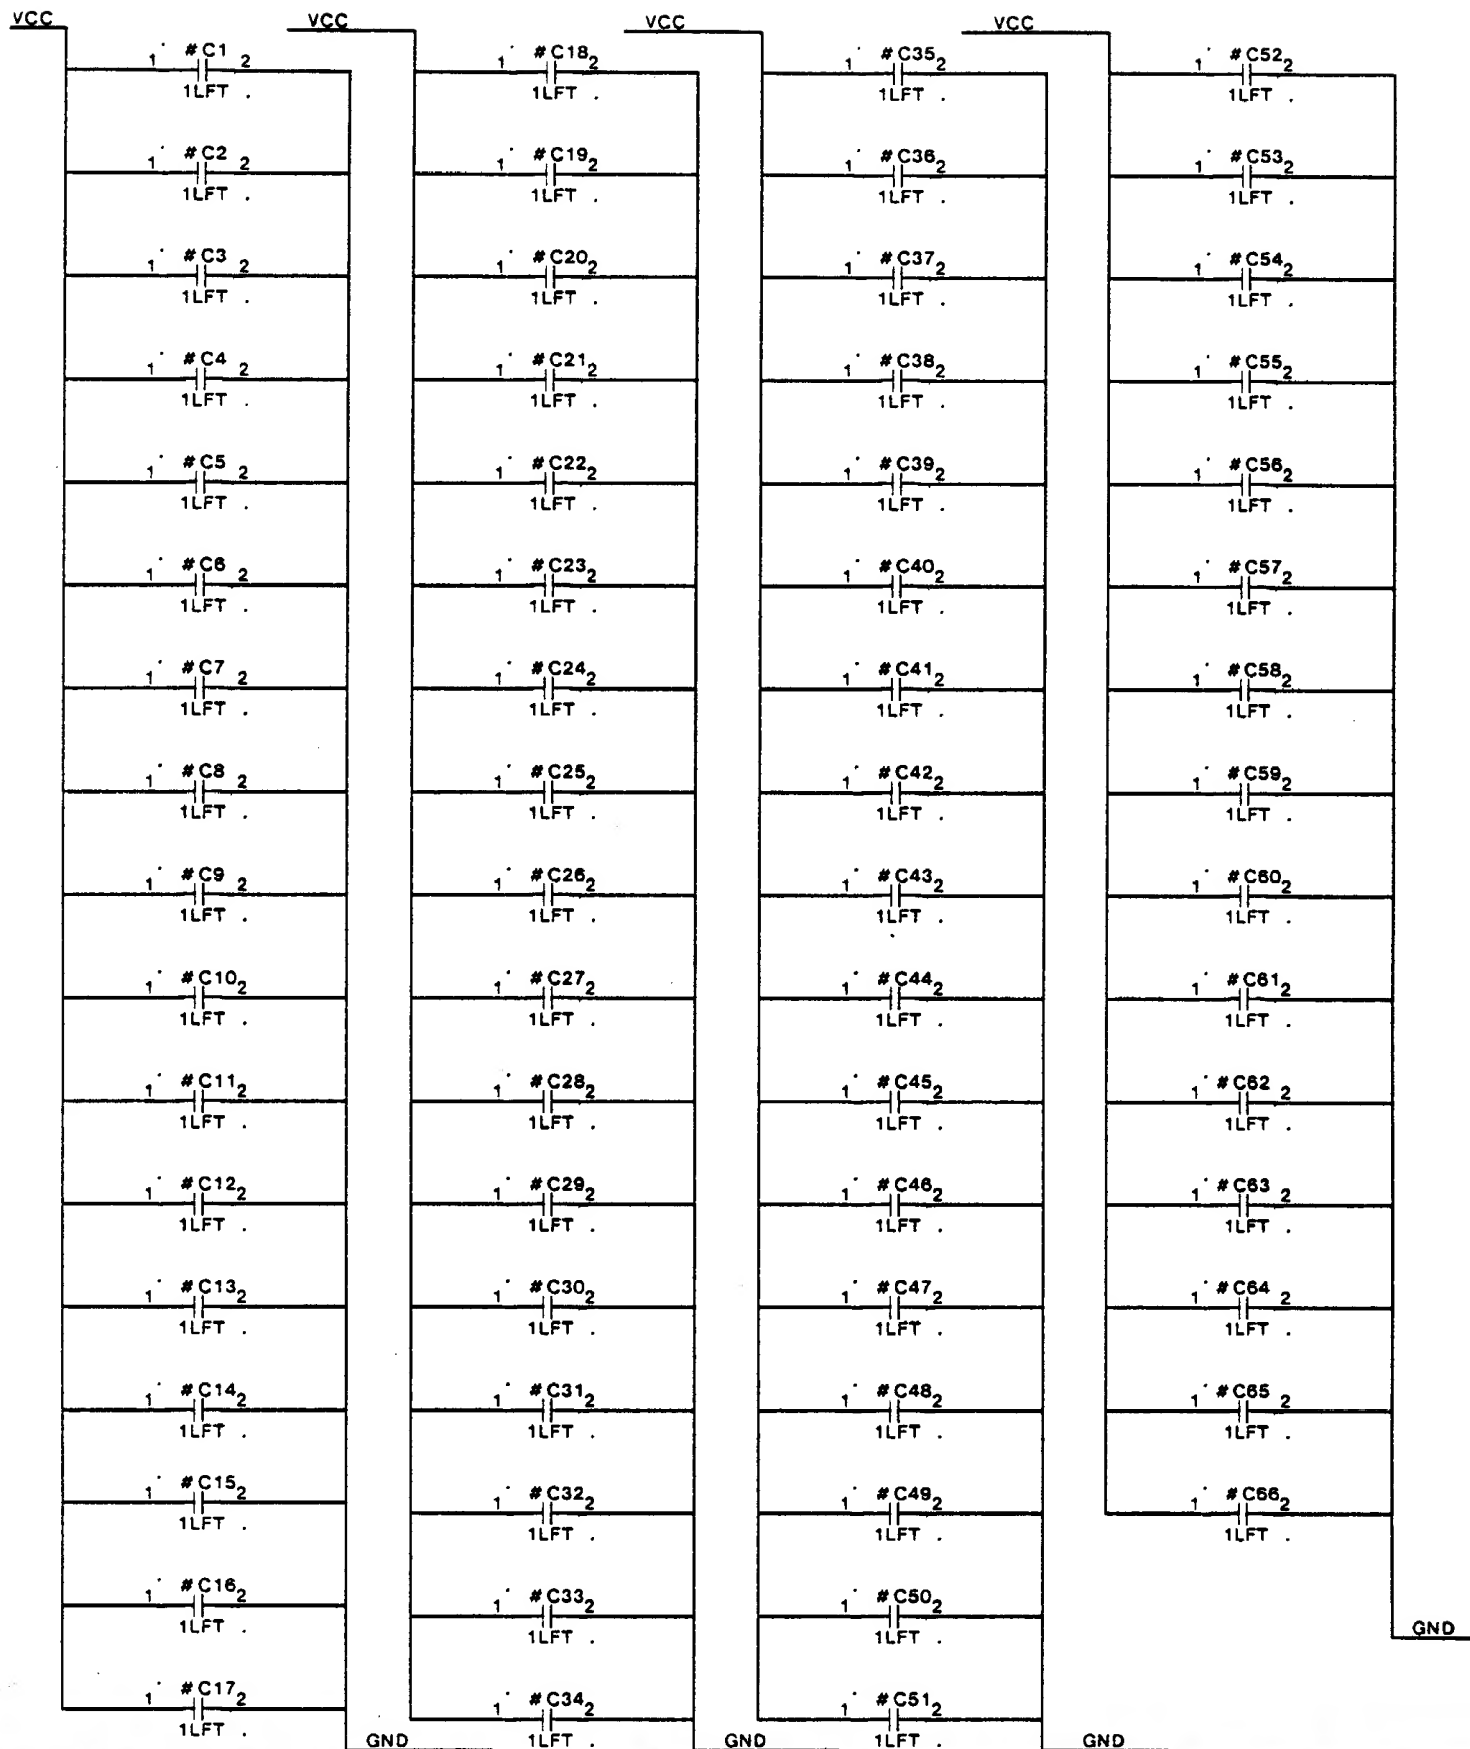 VCC VCC VCC VCC
1 #C1 2 1 #C18 2 1 #C35 2 1 #C52 2
1LFT . 1LFT . 1LFT . 1LFT .
1 #C2 2 1 #C19 2 1 #C36 2 1 #C53 2
1LFT . 1LFT . 1LFT . 1LFT .
1 #C3 2 1 #C20 2 1 #C37 2 1 #C54 2
1LFT . 1LFT . 1LFT . 1LFT .
1 #C4 2 1 #C21 2 1 #C38 2 1 #C55 2
1LFT . 1LFT . 1LFT . 1LFT .
1 #C5 2 1 #C22 2 1 #C39 2 1 #C56 2
1LFT . 1LFT . 1LFT . 1LFT .
1 #C6 2 1 #C23 2 1 #C40 2 1 #C57 2
1LFT . 1LFT . 1LFT . 1LFT .
1 #C7 2 1 #C24 2 1 #C41 2 1 #C58 2
1LFT . 1LFT . 1LFT . 1LFT .
1 #C8 2 1 #C25 2 1 #C42 2 1 #C59 2
1LFT . 1LFT . 1LFT . 1LFT .
1 #C9 2 1 #C26 2 1 #C43 2 1 #C60 2
1LFT . 1LFT . 1LFT . 1LFT .
1 #C10 2 1 #C27 2 1 #C44 2 1 #C61 2
1LFT . 1LFT . 1LFT . 1LFT .
1 #C11 2 1 #C28 2 1 #C45 2 1 #C62 2
1LFT . 1LFT . 1LFT . 1LFT .
1 #C12 2 1 #C29 2 1 #C46 2 1 #C63 2
1LFT . 1LFT . 1LFT . 1LFT .
1 #C13 2 1 #C30 2 1 #C47 2 1 #C64 2
1LFT . 1LFT . 1LFT . 1LFT .
1 #C14 2 1 #C31 2 1 #C48 2 1 #C65 2
1LFT . 1LFT . 1LFT . 1LFT .
1 #C15 2 1 #C32 2 1 #C49 2 1 #C66 2
1LFT . 1LFT . 1LFT . 1LFT .
1 #C16 2 1 #C33 2 1 #C50 2
1LFT . 1LFT . 1LFT . GND
1 #C17 2 1 #C34 2 1 #C51 2
1LFT . GND 1LFT . GND 1LFT . GND